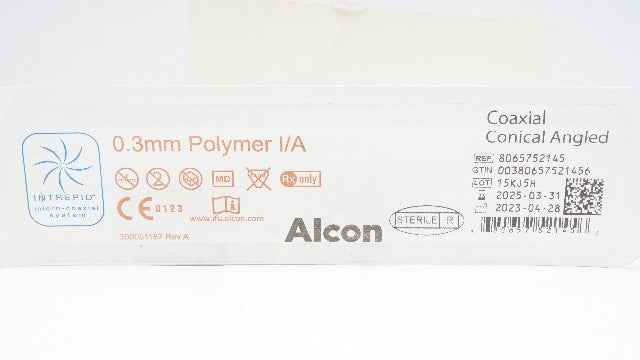 INTREPID
micro-coaxial
system
0.3mm Polymer I/A
MD
Rx only
CE 0123
i
www.ifu.alcon.com
300051187 Rev A
Alcon
STERILE R
Coaxial
Conical Angled
REF 8065752145
GTIN 00380657521456
LOT 15KJ5H
2025-03-31
2023-04-28